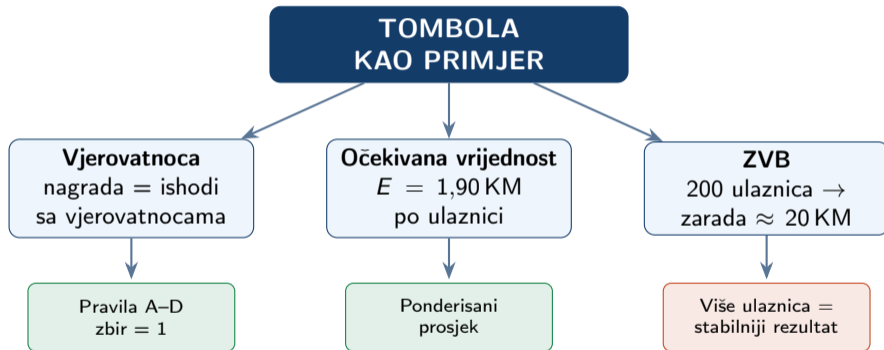 TOMBOLA
KAO PRIMJER
Vjerovatnoca
nagrada = ishodi
sa vjerovatnocama
Očekivana vrijednost
E = 1,90 KM
po ulaznici
ZVB
200 ulaznica →
zarada ≈ 20 KM
Pravila A–D
zbir = 1
Ponderisani
prosjek
Više ulaznica =
stabilniji rezultat